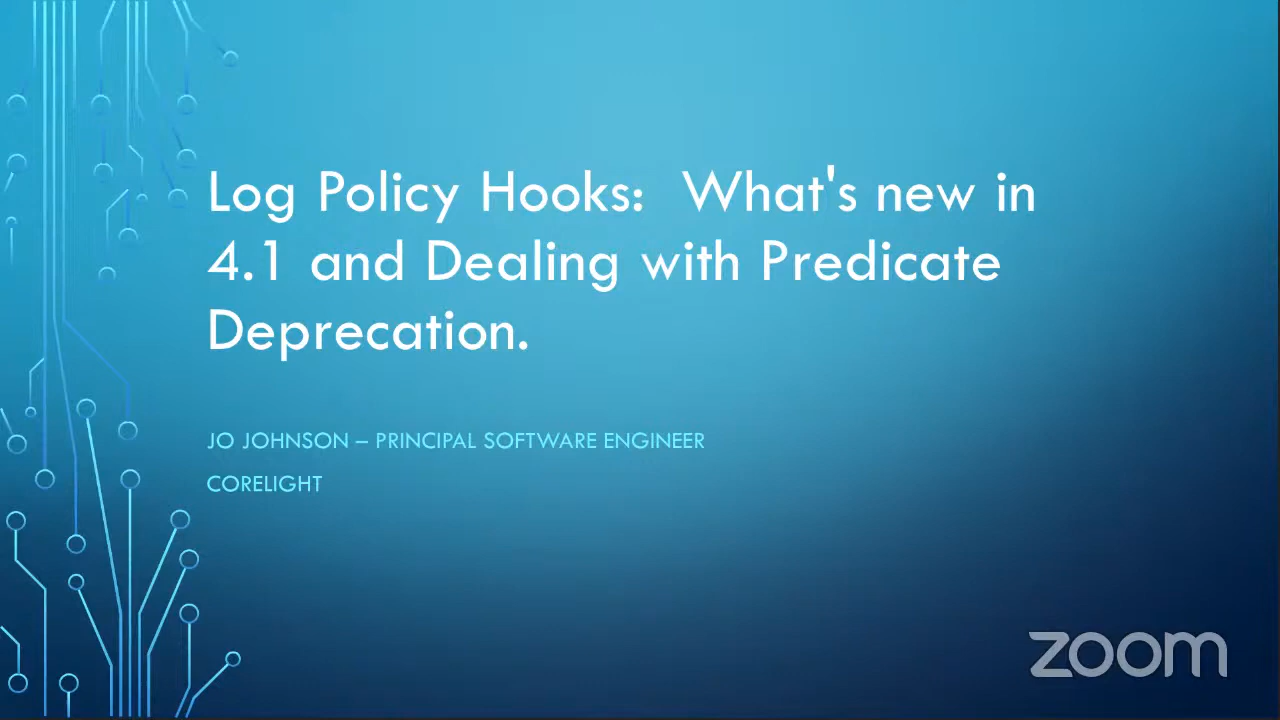 Log Policy Hooks:  What's new in
4.1 and Dealing with Predicate
Deprecation.
JO JOHNSON – PRINCIPAL SOFTWARE ENGINEER
CORELIGHT
zoom